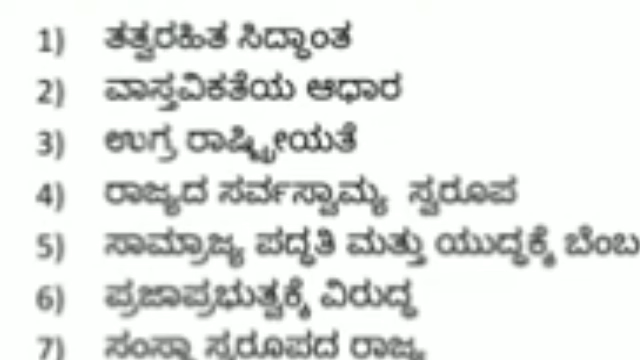 1) ತತ್ವರಹಿತ ಸಿದ್ಧಾಂತ
2) ವಾಸ್ತವಿಕತೆಯ ಆಧಾರ
3) ಉಗ್ರ ರಾಷ್ಟ್ರೀಯತೆ
4) ರಾಜ್ಯದ ಸರ್ವಸ್ವಾಮ್ಯ ಸ್ವರೂಪ
5) ಸಾಮ್ರಾಜ್ಯ ಪದ್ಧತಿ ಮತ್ತು ಯುದ್ಧಕ್ಕೆ ಬೆಂಬ
6) ಪ್ರಜಾಪ್ರಭುತ್ವಕ್ಕೆ ವಿರುದ್ಧ
7) ಸ್ವರೂಪದ ರಾಜ್ಯ